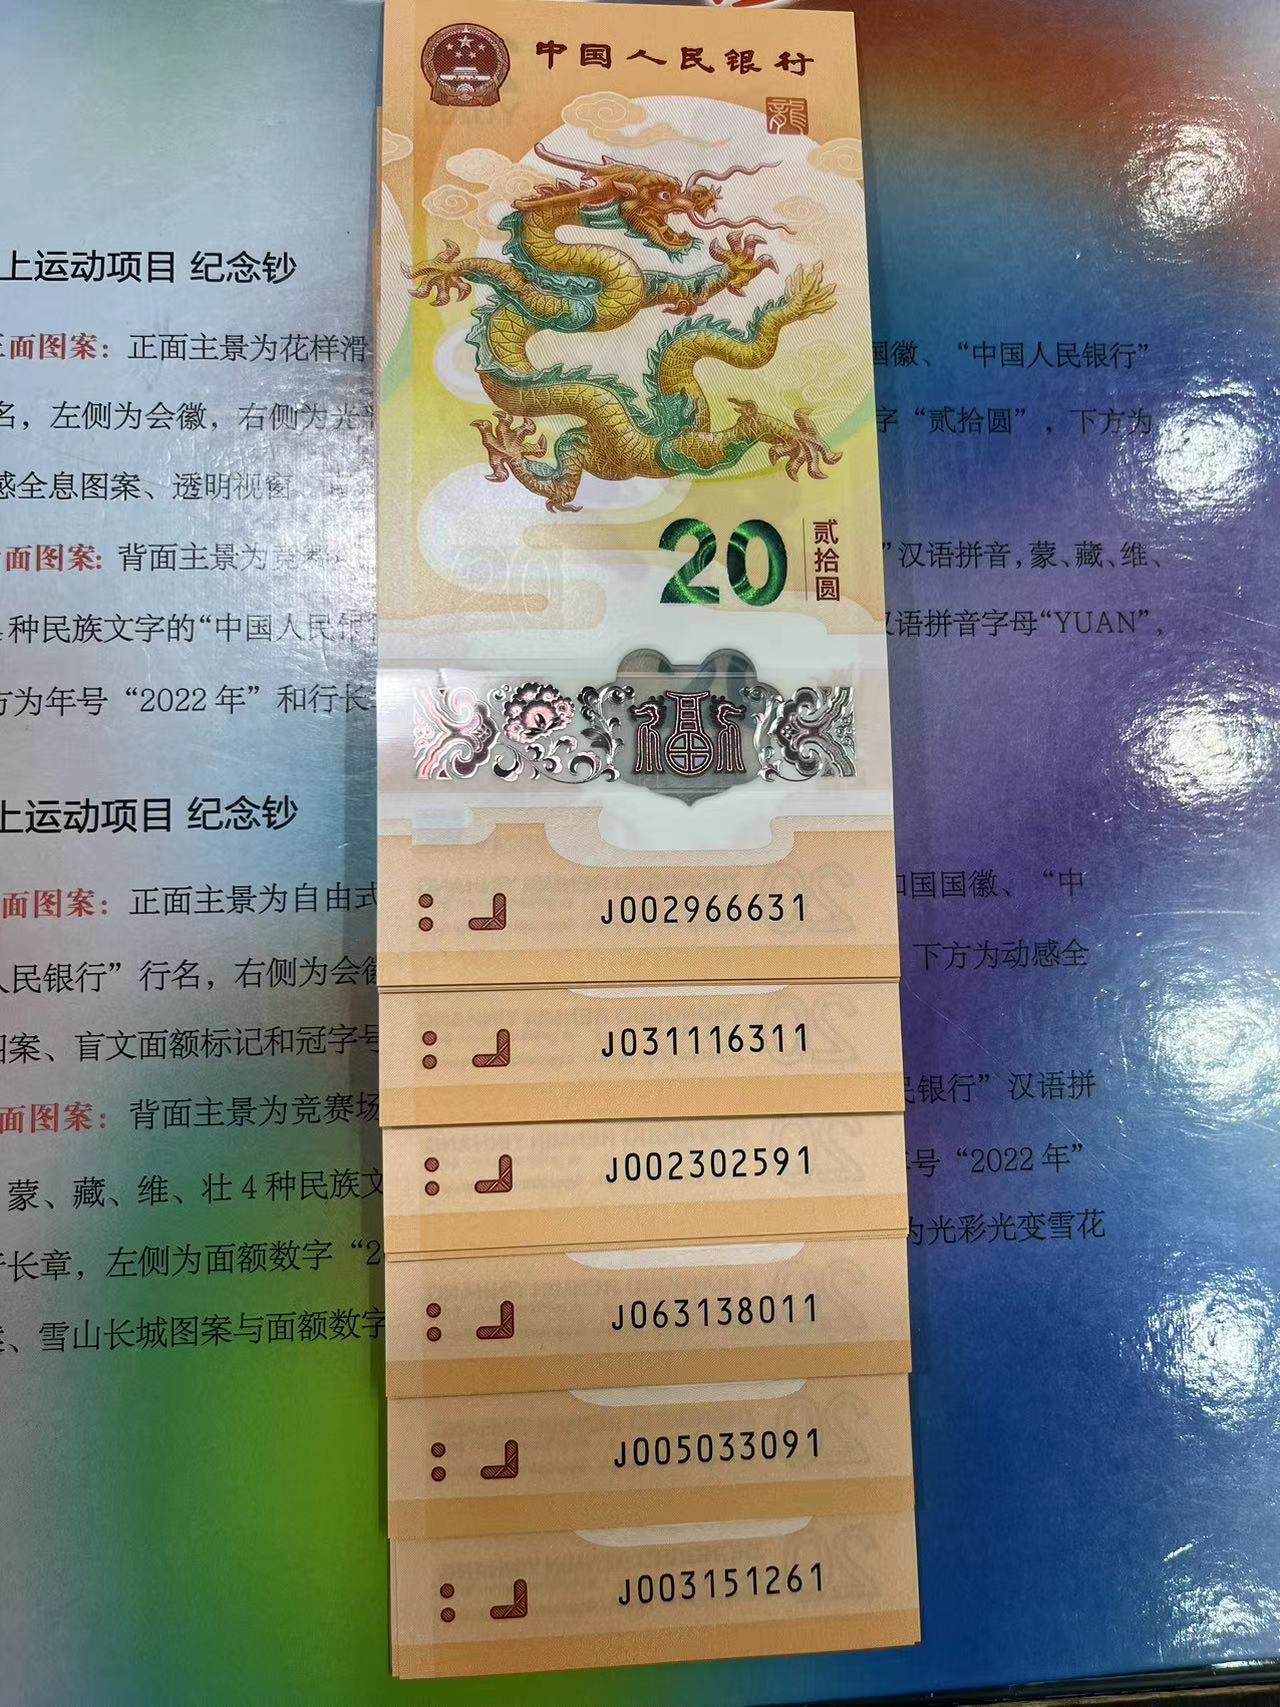 中国人民银行
龍
20
贰拾圆
20
福
J002966631
J031116311
J002302591
J063138011
J005033091
J003151261
上运动项目 纪念钞
面图案：正面主景为花样滑
国徽、“中国人民银行”
名，左侧为会徽，右侧为光
字“贰拾圆”，下方为
感全息图案、透明视窗
面图案：背面主景为竞赛
”汉语拼音，蒙、藏、维、
种民族文字的“中国人民银
汉语拼音字母“YUAN”，
方为年号“2022 年”和行长
上运动项目 纪念钞
面图案：正面主景为自由式
和国国徽、“中
人民银行”行名，右侧为会徽
下方为动感全
图案、盲文面额标记和冠字号
民银行”汉语拼
面图案：背面主景为竞赛场
年号“2022 年”
蒙、藏、维、壮 4 种民族文
为光彩光变雪花
行长章，左侧为面额数字“2
、雪山长城图案与面额数字